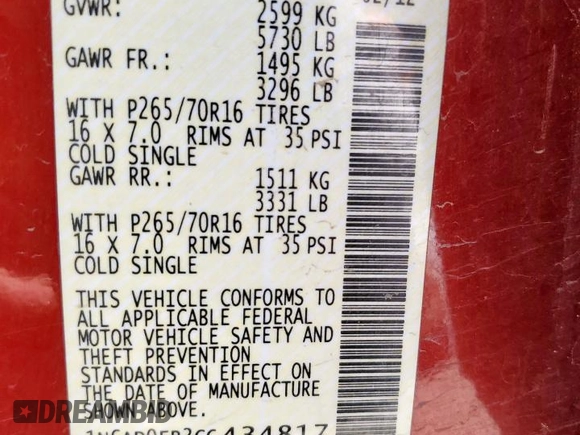 GVWR: 2599 KG
5730 LB
GAWR FR.: 1495 KG
3296 LB
WITH P265/70R16 TIRES
16 X 7.0 RIMS AT 35 PSI
COLD SINGLE
GAWR RR.: 1511 KG
3331 LB
WITH P265/70R16 TIRES
16 X 7.0 RIMS AT 35 PSI
COLD SINGLE
THIS VEHICLE CONFORMS TO
ALL APPLICABLE FEDERAL
MOTOR VEHICLE SAFETY AND
THEFT PREVENTION
STANDARDS IN EFFECT ON
THE DATE OF MANUFACTURE
SHOWN ABOVE.
434817
DREAMBID